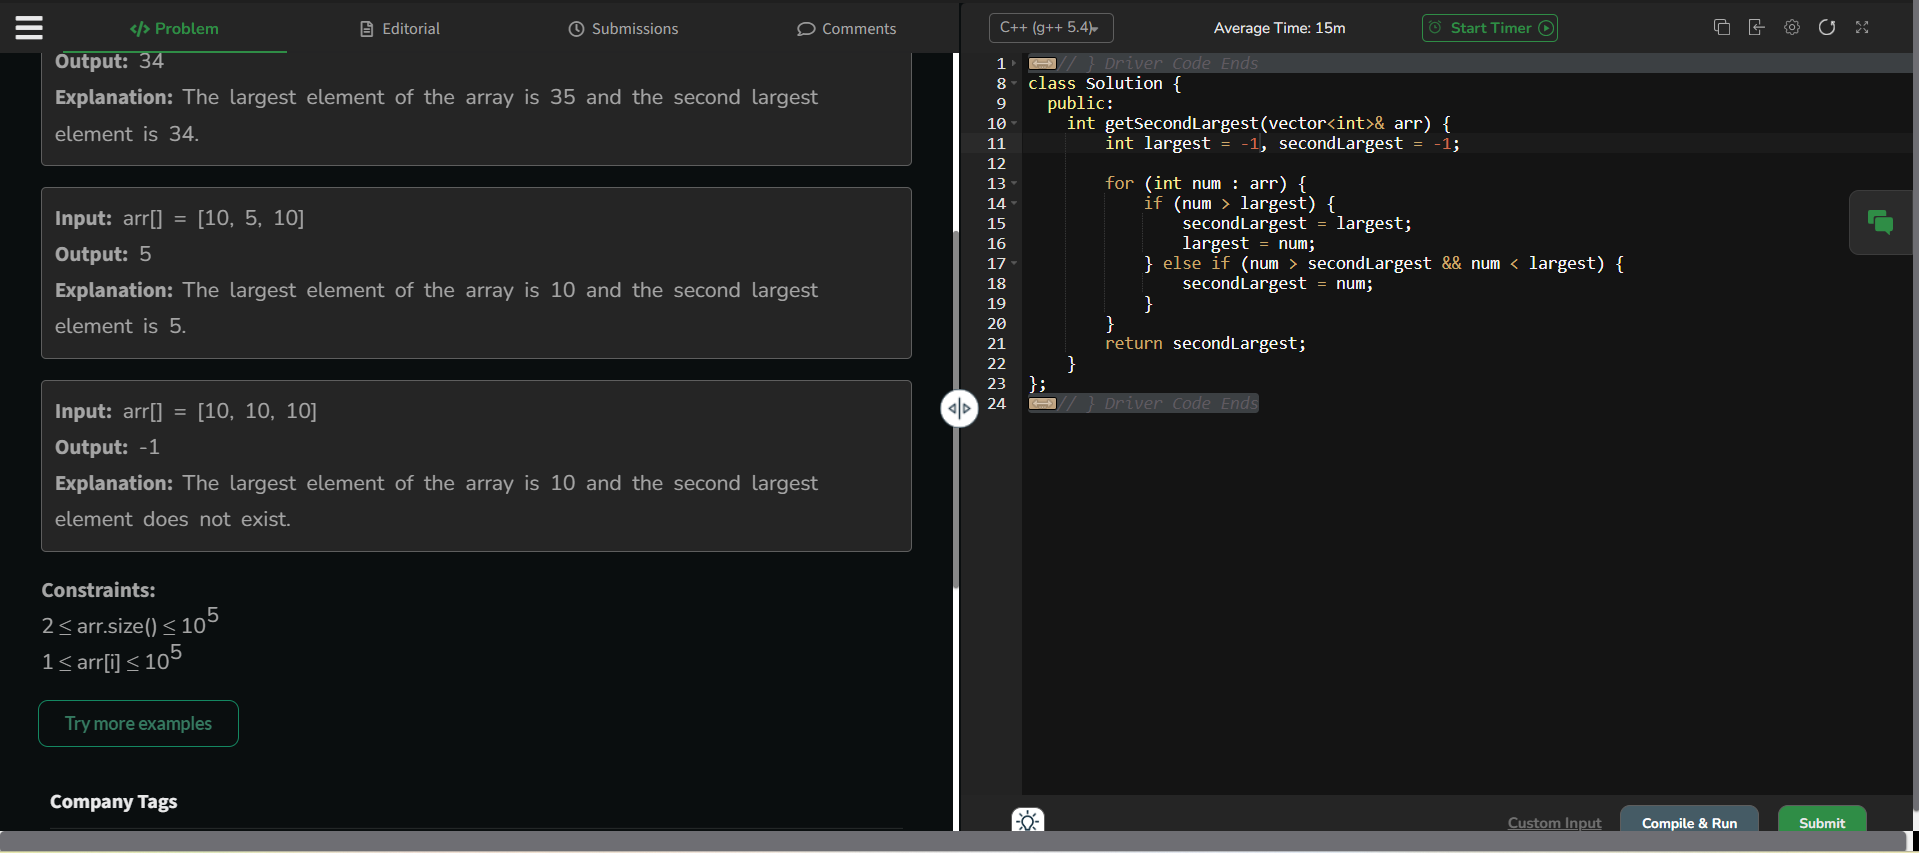 </> Problem
Editorial
Submissions
Comments
Output: 34
Explanation: The largest element of the array is 35 and the second largest
element is 34.
Input: arr[] = [10, 5, 10]
Output: 5
Explanation: The largest element of the array is 10 and the second largest
element is 5.
Input: arr[] = [10, 10, 10]
Output: -1
Explanation: The largest element of the array is 10 and the second largest
element does not exist.
Constraints:
2 ≤ arr.size() ≤ 10^5
1 ≤ arr[i] ≤ 10^5
Try more examples
Company Tags
C++ (g++ 5.4)
Average Time: 15m
Start Timer
1 // } Driver Code Ends
8 class Solution {
9   public:
10     int getSecondLargest(vector<int>& arr) {
11         int largest = -1, secondLargest = -1;
12
13         for (int num : arr) {
14             if (num > largest) {
15                 secondLargest = largest;
16                 largest = num;
17             } else if (num > secondLargest && num < largest) {
18                 secondLargest = num;
19             }
20         }
21         return secondLargest;
22     }
23 };
24 // } Driver Code Ends
Custom Input
Compile & Run
Submit